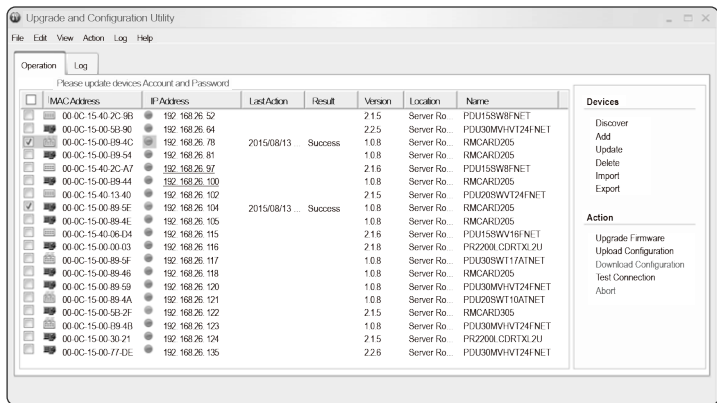 Upgrade and Configuration Utility
File Edit View Action Log Help
Operation Log
Please update devices Account and Password
MAC Address IP Address Last Action Result Version Location Name
00-0C-15-40-2C-9B 192.168.26.52 2.1.5 Server Ro... PDU15SW8FNET
00-0C-15-00-5B-90 192.168.26.64 2.2.5 Server Ro... PDU30MVHVT24FNET
00-0C-15-00-B9-4C 192.168.26.78 2015/08/13 ... Success 1.0.8 Server Ro... RMCARD205
00-0C-15-00-B9-54 192.168.26.81 1.0.8 Server Ro... RMCARD205
00-0C-15-40-2C-A7 192.168.26.97 2.1.6 Server Ro... PDU15SW8FNET
00-0C-15-00-B9-44 192.168.26.100 1.0.8 Server Ro... RMCARD205
00-0C-15-40-13-40 192.168.26.102 2.1.5 Server Ro... PDU20SWVT24FNET
00-0C-15-00-89-5E 192.168.26.104 2015/08/13 ... Success 1.0.8 Server Ro... RMCARD205
00-0C-15-00-89-4E 192.168.26.105 1.0.8 Server Ro... RMCARD205
00-0C-15-40-06-D4 192.168.26.115 2.1.6 Server Ro... PDU15SWV16FNET
00-0C-15-00-00-03 192.168.26.116 2.1.8 Server Ro... PR2200LCDRTXL2U
00-0C-15-00-89-5F 192.168.26.117 1.0.8 Server Ro... PDU30SWT17ATNET
00-0C-15-00-89-46 192.168.26.118 1.0.8 Server Ro... RMCARD205
00-0C-15-00-89-59 192.168.26.120 1.0.8 Server Ro... PDU30MVHVT24FNET
00-0C-15-00-89-4A 192.168.26.121 1.0.8 Server Ro... PDU20SWT10ATNET
00-0C-15-00-5B-2F 192.168.26.122 2.1.5 Server Ro... RMCARD305
00-0C-15-00-B9-4B 192.168.26.123 1.0.8 Server Ro... PDU30MVHVT24FNET
00-0C-15-00-30-21 192.168.26.124 2.1.5 Server Ro... PR2200LCDRTXL2U
00-0C-15-00-77-DE 192.168.26.135 2.2.6 Server Ro... PDU30MVHVT24FNET
Devices
Discover
Add
Update
Delete
Import
Export
Action
Upgrade Firmware
Upload Configuration
Download Configuration
Test Connection
Abort